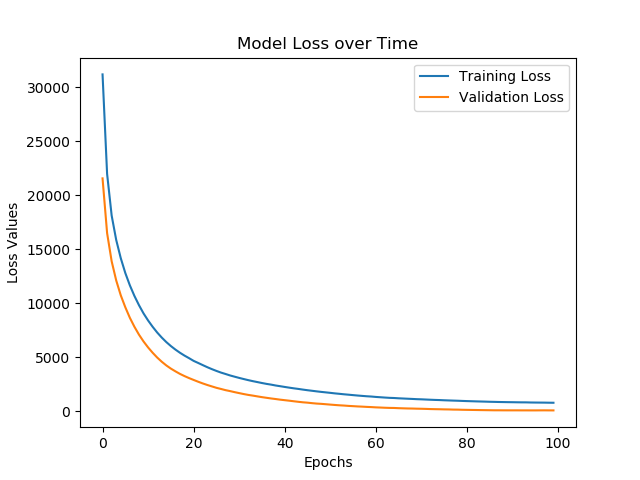 Model Loss over Time
Training Loss
Validation Loss
30000
25000
20000
15000
10000
5000
0
Loss Values
0 20 40 60 80 100
Epochs